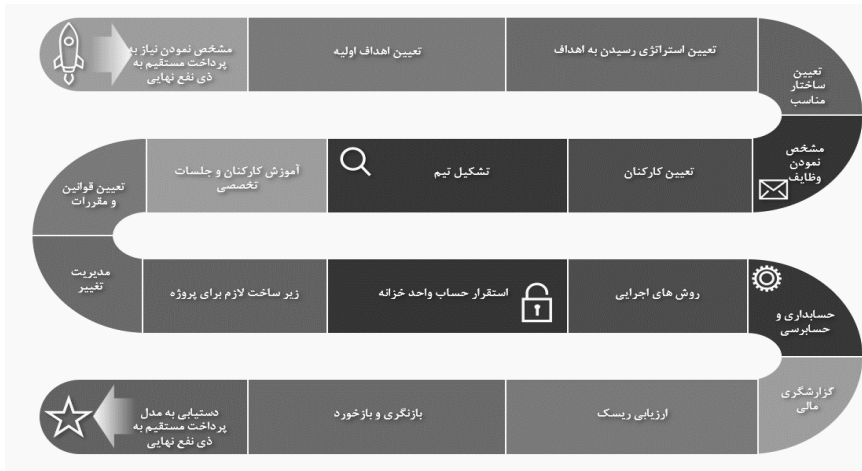 مشخص نمودن نیاز به
پرداخت مستقیم به
ذی نفع نهایی
تعیین اهداف اولیه
تعیین استراتژی رسیدن به اهداف
تعیین
ساختار
مناسب
مشخص
نمودن
وظایف
تعیین کارکنان
تشکیل تیم
آموزش کارکنان و جلسات
تخصصی
تعیین قوانین
و مقررات
مدیریت
تغییر
زیر ساخت لازم برای پروژه
استقرار حساب واحد خزانه
روش های اجرایی
حسابداری و
حسابرسی
گزارشگری
مالی
ارزیابی ریسک
بازنگری و بازخورد
دستیابی به مدل
پرداخت مستقیم به
ذی نفع نهایی